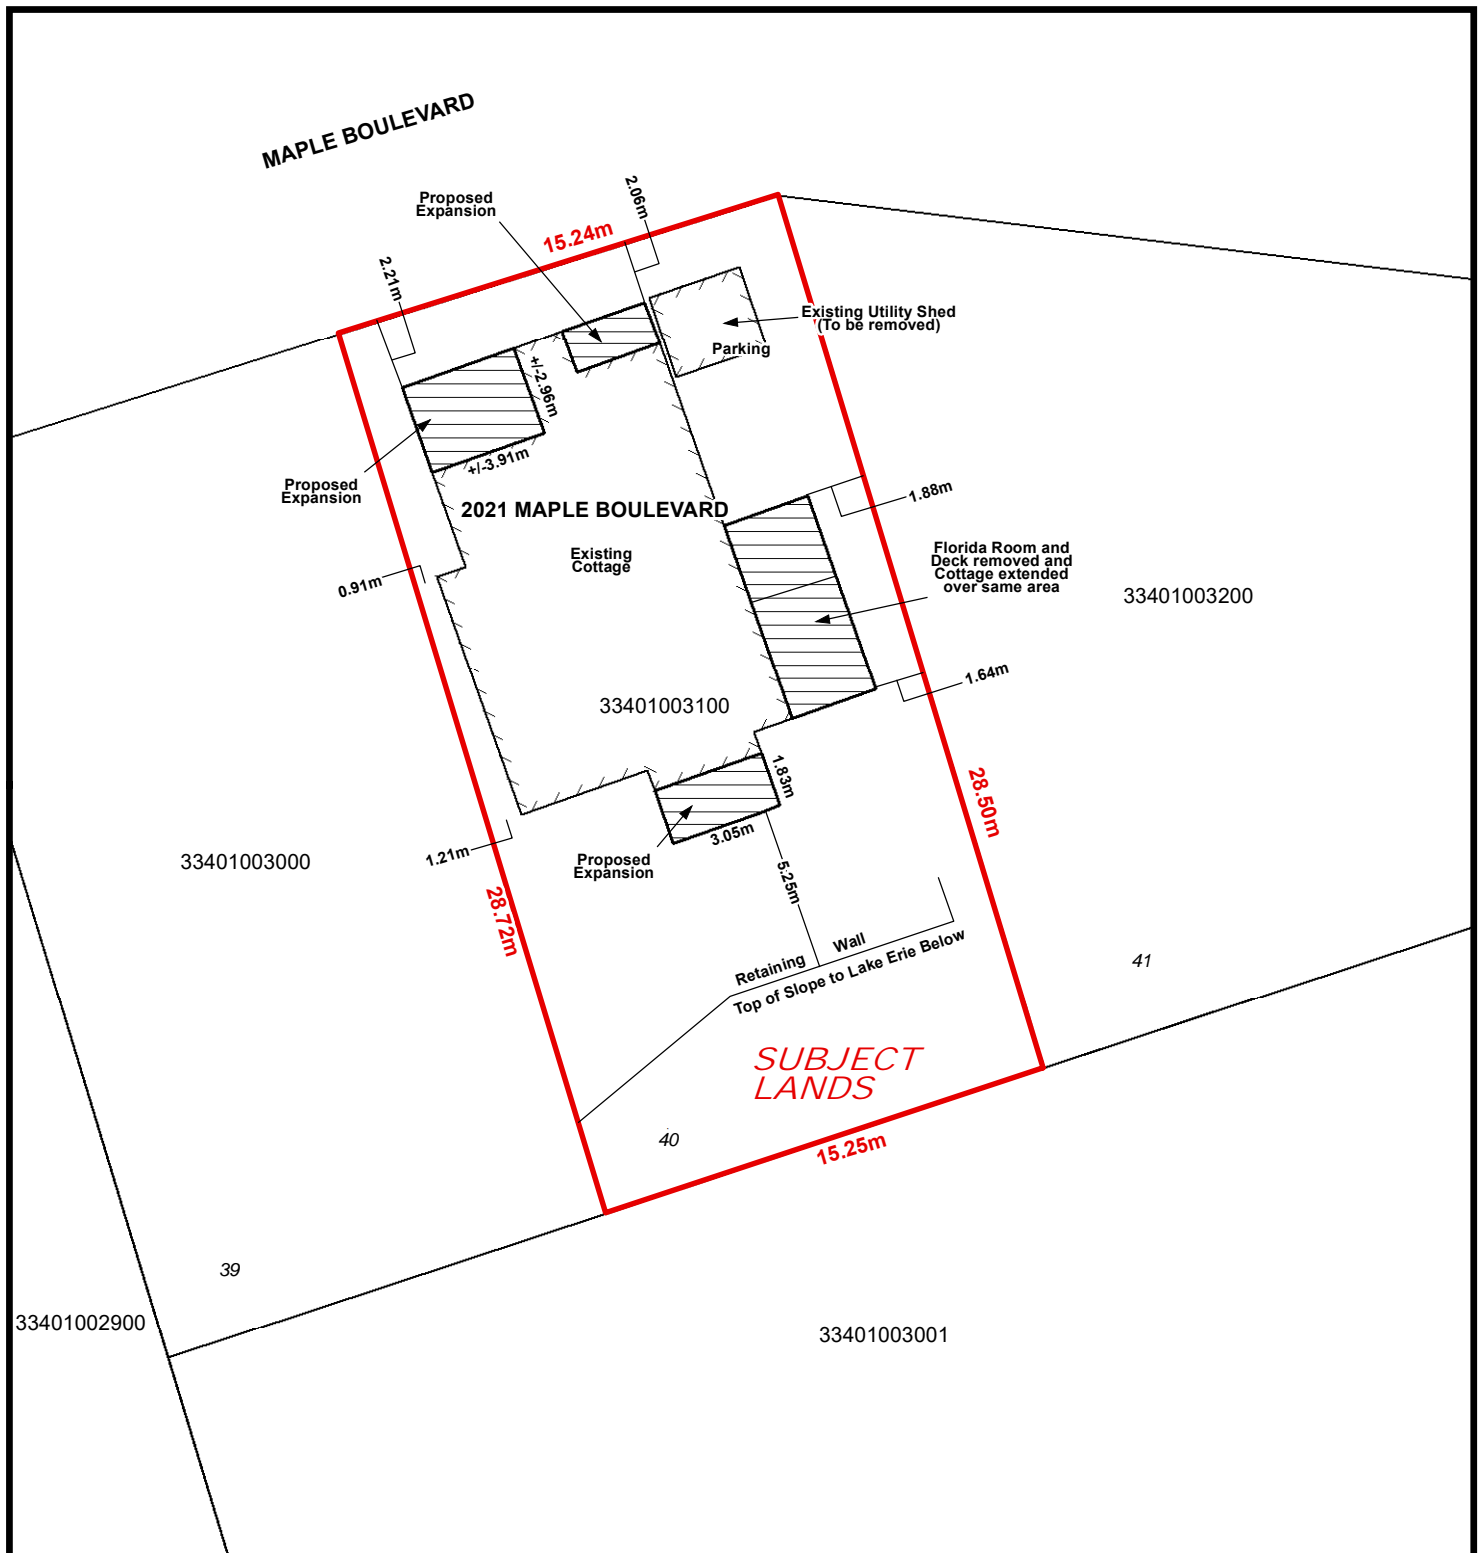 MAPLE BOULEVARD
Proposed
Expansion
2.06m
15.24m
2.21m
Existing Utility Shed
(To be removed)
Parking
+/-2.96m
+/-3.91m
Proposed
Expansion
2021 MAPLE BOULEVARD
1.88m
Existing
Cottage
Florida Room and
Deck removed and
Cottage extended
over same area
0.91m
33401003200
1.64m
33401003100
1.83m
28.50m
3.05m
1.21m
33401003000
Proposed
Expansion
5.25m
28.72m
Retaining Wall
Top of Slope to Lake Erie Below
41
SUBJECT
LANDS
40
15.25m
39
33401002900
33401003001